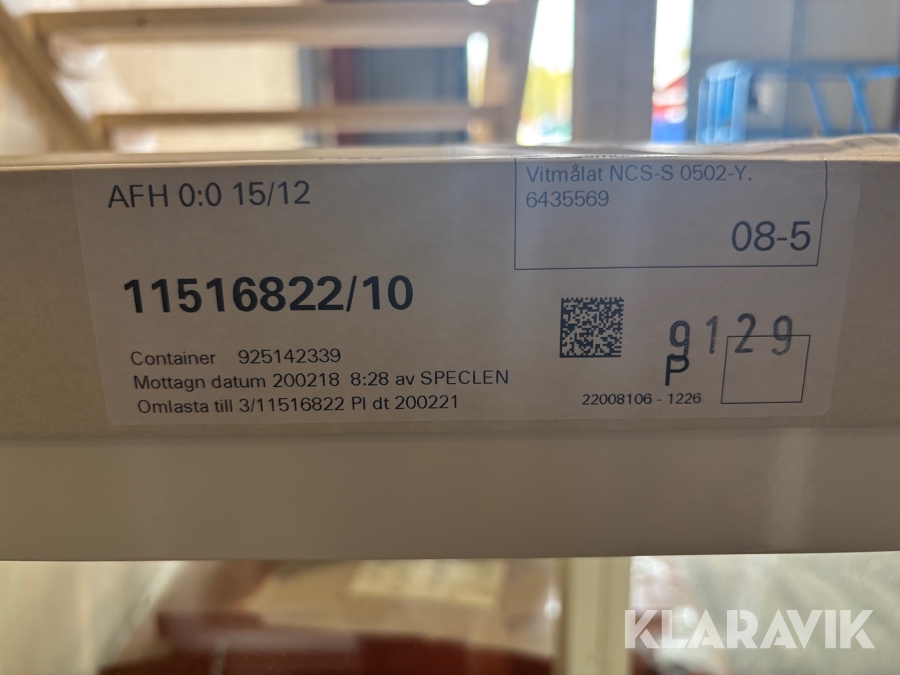 AFH 0:0 15/12
Vitmålat NCS-S 0502-Y.
6435569
08-5
11516822/10
9129
P
Container 925142339
Mottagn datum 200218 8:28 av SPECLEN
Omlasta till 3/11516822 Pl dt 200221
22008106 - 1226
KLARAVIK